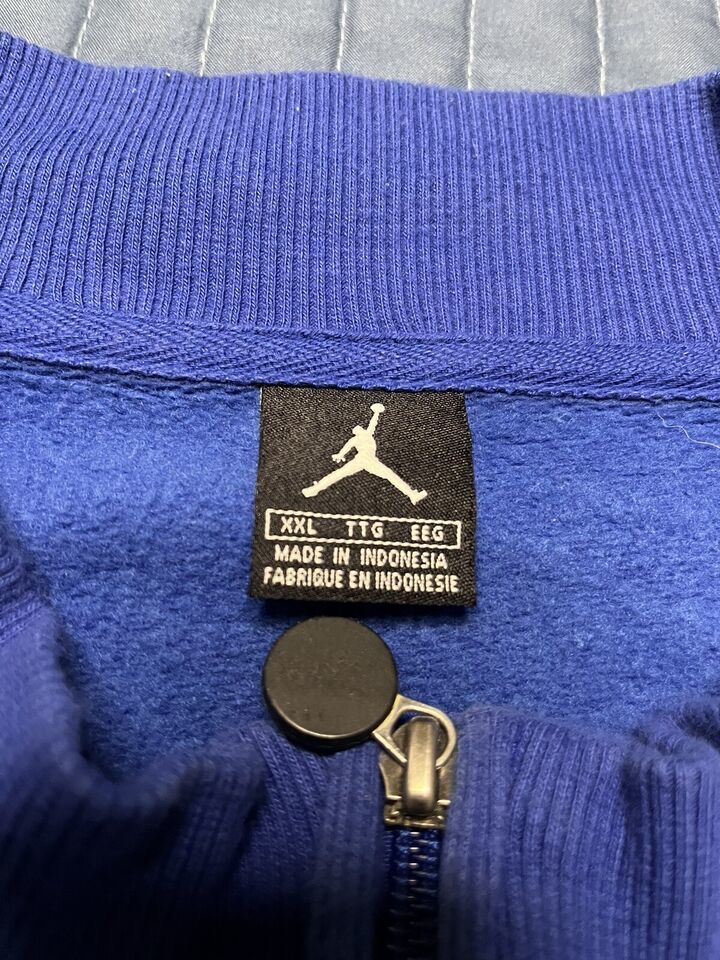 XXL TTG EEG
MADE IN INDONESIA
FABRIQUE EN INDONESIE